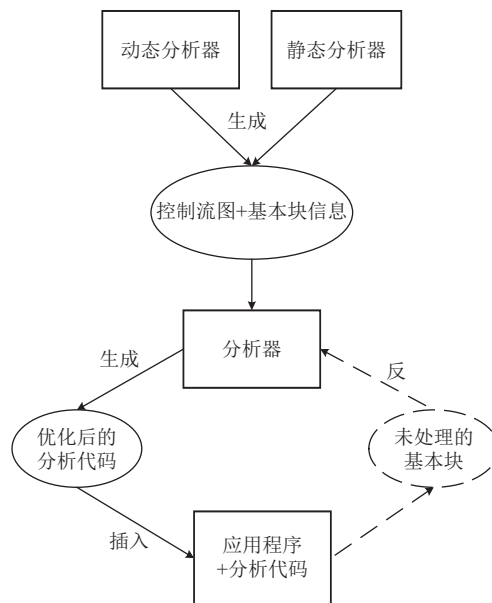 动态分析器
静态分析器
生成
控制流图+基本块信息
分析器
生成
反
优化后的
分析代码
未处理的
基本块
插入
应用程序
+分析代码